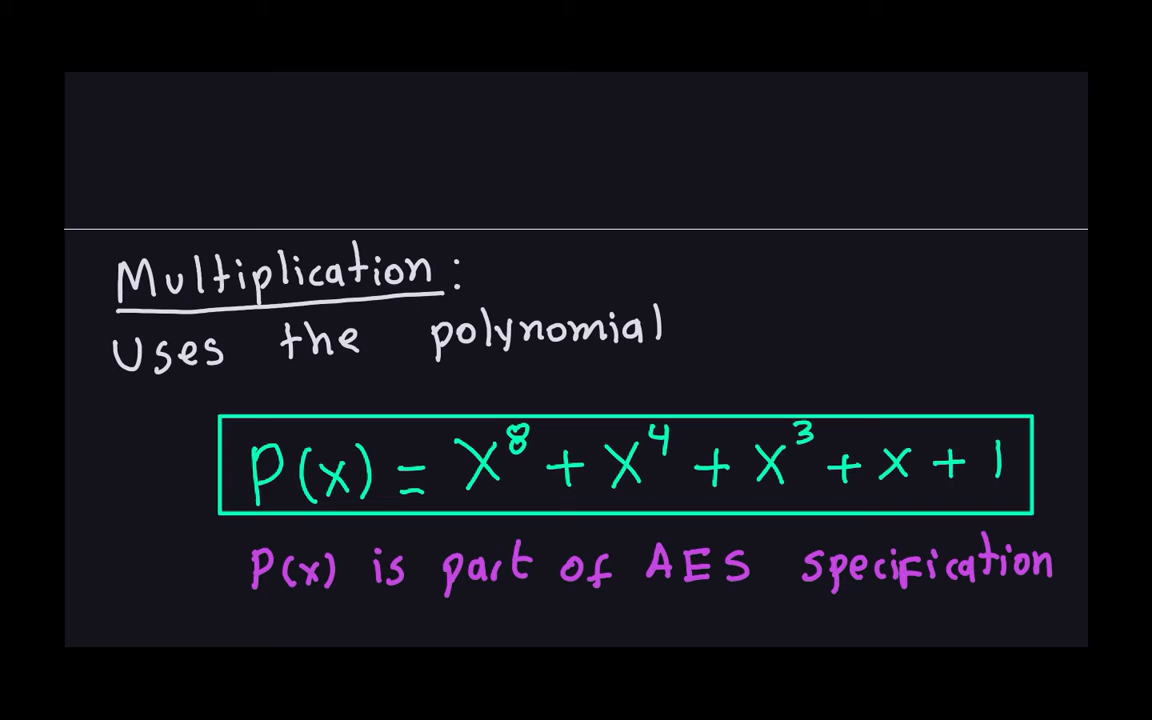 Multiplication:
Uses the polynomial
P(x) = x⁸ + x⁴ + x³ + x + 1
P(x) is part of AES specification